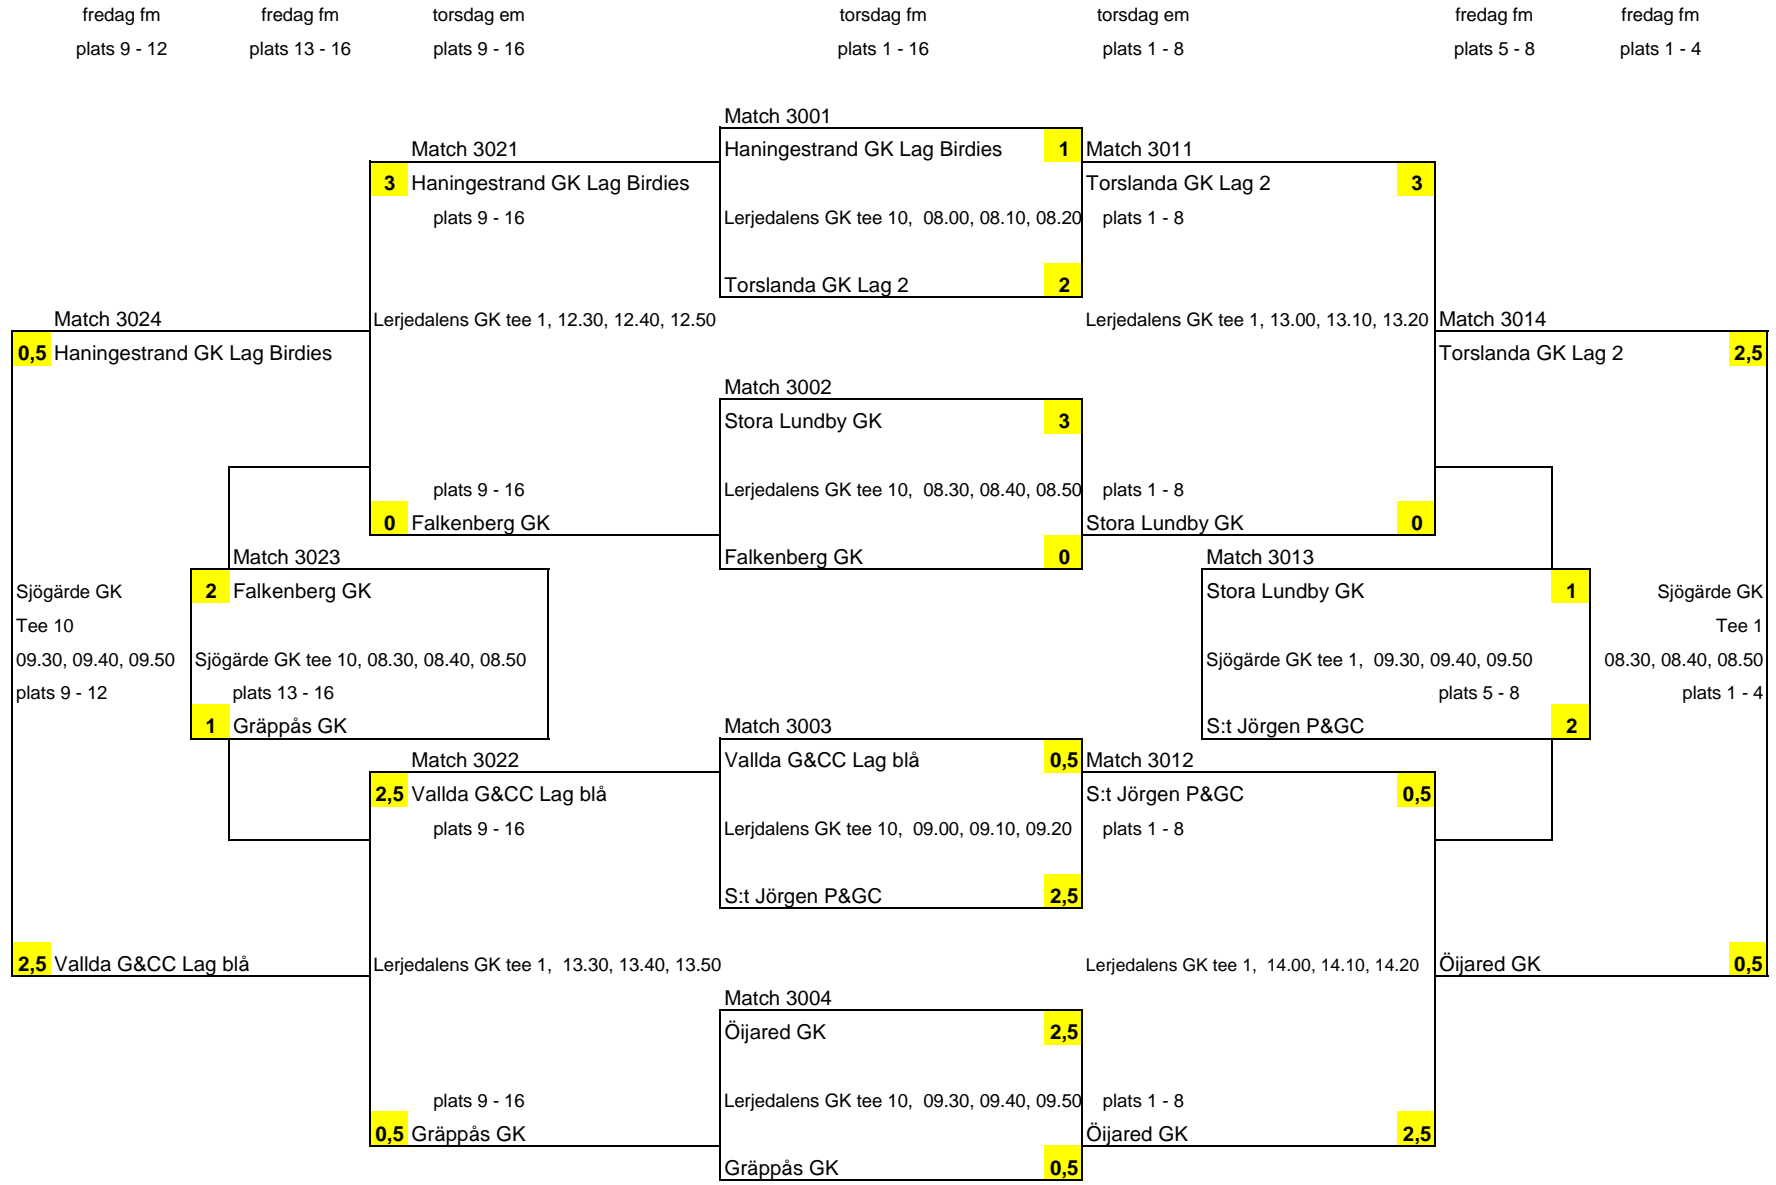 fredag fm fredag fm torsdag em torsdag fm torsdag em fredag fm fredag fm
plats 9 - 12 plats 13 - 16 plats 9 - 16 plats 1 - 16 plats 1 - 8 plats 5 - 8 plats 1 - 4
Match 3001
Match 3021 Haningestrand GK Lag Birdies 1 Match 3011
3 Haningestrand GK Lag Birdies Torslanda GK Lag 2 3
plats 9 - 16 Lerjedalens GK tee 10, 08.00, 08.10, 08.20 plats 1 - 8
Torslanda GK Lag 2 2
Match 3024 Lerjedalens GK tee 1, 12.30, 12.40, 12.50 Lerjedalens GK tee 1, 13.00, 13.10, 13.20 Match 3014
0,5 Haningestrand GK Lag Birdies Torslanda GK Lag 2 2,5
Match 3002
Stora Lundby GK 3
plats 9 - 16 Lerjedalens GK tee 10, 08.30, 08.40, 08.50 plats 1 - 8
0 Falkenberg GK Stora Lundby GK 0
Match 3023 Falkenberg GK 0 Match 3013
Sjögärde GK 2 Falkenberg GK Stora Lundby GK 1 Sjögärde GK
Tee 10 Tee 1
09.30, 09.40, 09.50 Sjögärde GK tee 10, 08.30, 08.40, 08.50 Sjögärde GK tee 1, 09.30, 09.40, 09.50 08.30, 08.40, 08.50
plats 9 - 12 plats 13 - 16 plats 5 - 8 plats 1 - 4
1 Gräppås GK Match 3003 S:t Jörgen P&GC 2
Match 3022 Vallda G&CC Lag blå 0,5 Match 3012
2,5 Vallda G&CC Lag blå S:t Jörgen P&GC 0,5
plats 9 - 16 Lerjdalens GK tee 10, 09.00, 09.10, 09.20 plats 1 - 8
S:t Jörgen P&GC 2,5
2,5 Vallda G&CC Lag blå Lerjedalens GK tee 1, 13.30, 13.40, 13.50 Lerjedalens GK tee 1, 14.00, 14.10, 14.20 Öijared GK 0,5
Match 3004
Öijared GK 2,5
plats 9 - 16 Lerjedalens GK tee 10, 09.30, 09.40, 09.50 plats 1 - 8
0,5 Gräppås GK Öijared GK 2,5
Gräppås GK 0,5